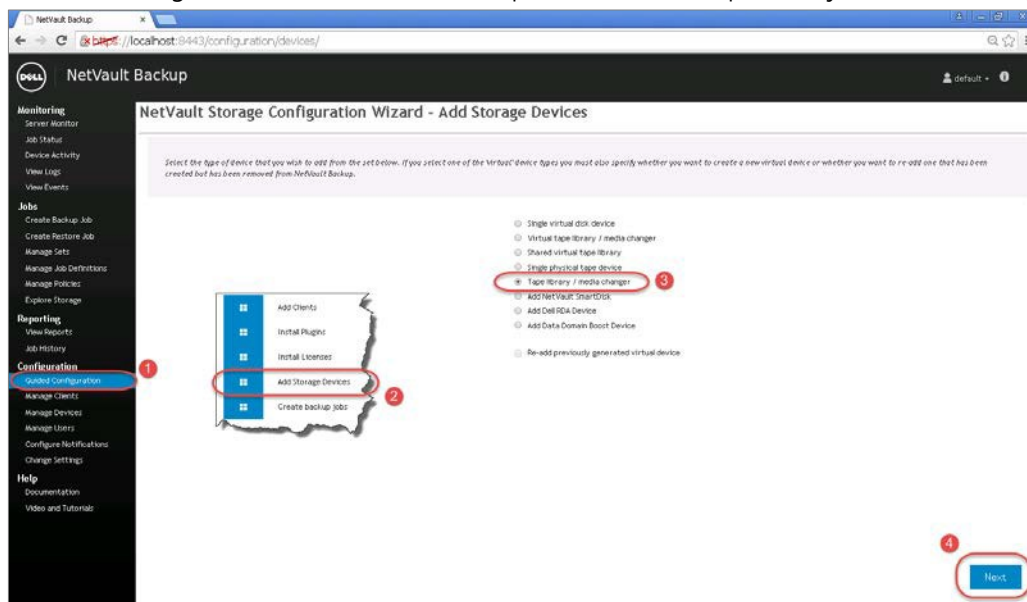 NetVault Backup
https://localhost:8443/configuration/devices/
DELL
NetVault Backup
default
Monitoring
Server Monitor
Job Status
Device Activity
View Logs
View Events
Jobs
Create Backup Job
Create Restore Job
Manage Sets
Manage Job Definitions
Manage Policies
Explore Storage
Reporting
View Reports
Job History
Configuration
Guided Configuration
Manage Clients
Manage Devices
Manage Users
Configure Notifications
Change Settings
Help
Documentation
Video and Tutorials
1
NetVault Storage Configuration Wizard - Add Storage Devices
Select the type of device that you wish to add from the set below. If you select one of the 'Virtual' device types you must also specify whether you want to create a new virtual device or whether you want to re-add one that has been
created but has been removed from NetVault Backup.
Add Clients
Install Plugins
Install Licenses
Add Storage Devices
2
Create backup jobs
Single virtual disk device
Virtual tape library / media changer
Shared virtual tape library
Single physical tape device
Tape library / media changer
3
Add NetVault SmartDisk
Add Dell RDA Device
Add Data Domain Boost Device
Re-add previously generated virtual device
4
Next